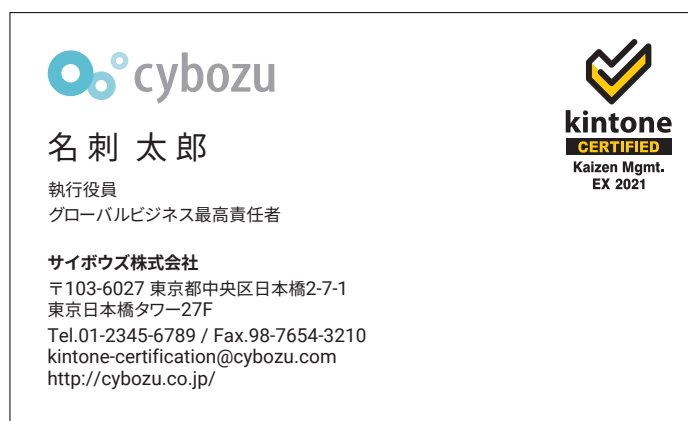 cybozu
kintone
CERTIFIED
Kaizen Mgmt.
EX 2021
名刺 太郎
執行役員
グローバルビジネス最高責任者
サイボウズ株式会社
〒103-6027 東京都中央区日本橋2-7-1
東京日本橋タワー27F
Tel.01-2345-6789 / Fax.98-7654-3210
kintone-certification@cybozu.com
http://cybozu.co.jp/